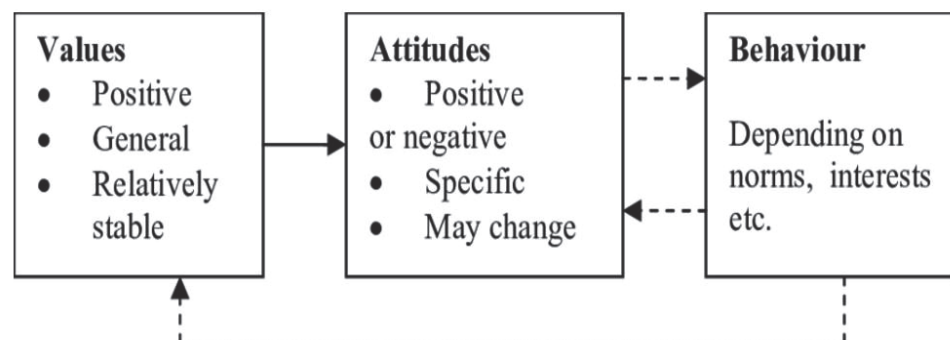 Values
• Positive
• General
• Relatively
stable
Attitudes
• Positive
or negative
• Specific
• May change
Behaviour
Depending on
norms, interests
etc.